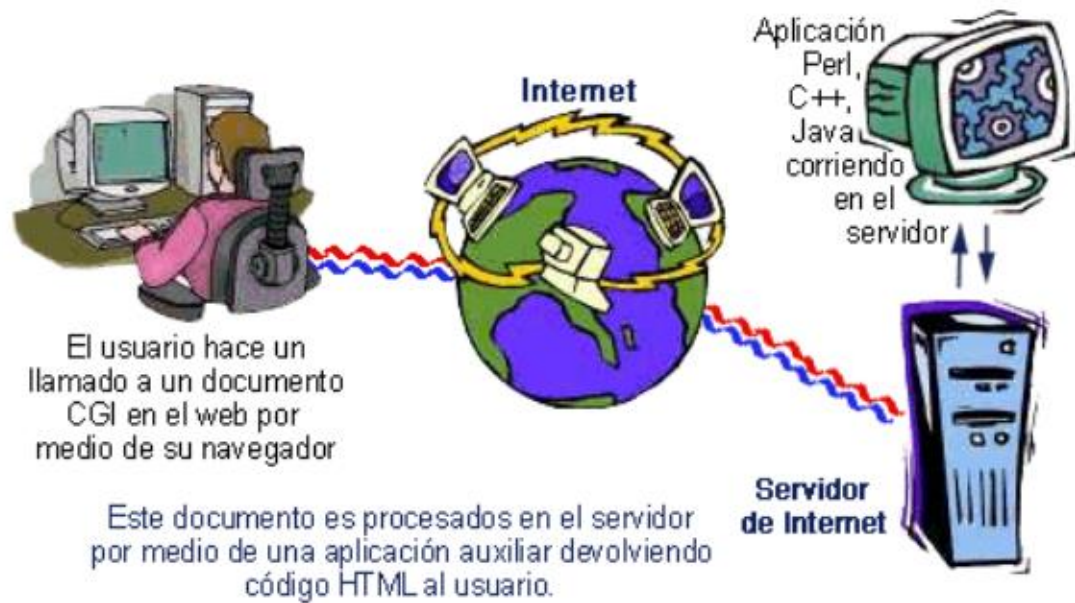 Internet
Aplicación
Perl,
C++,
Java
corriendo
en el
servidor
El usuario hace un
llamado a un documento
CGI en el web por
medio de su navegador
Servidor
de Internet
Este documento es procesados en el servidor
por medio de una aplicación auxiliar devolviendo
código HTML al usuario.